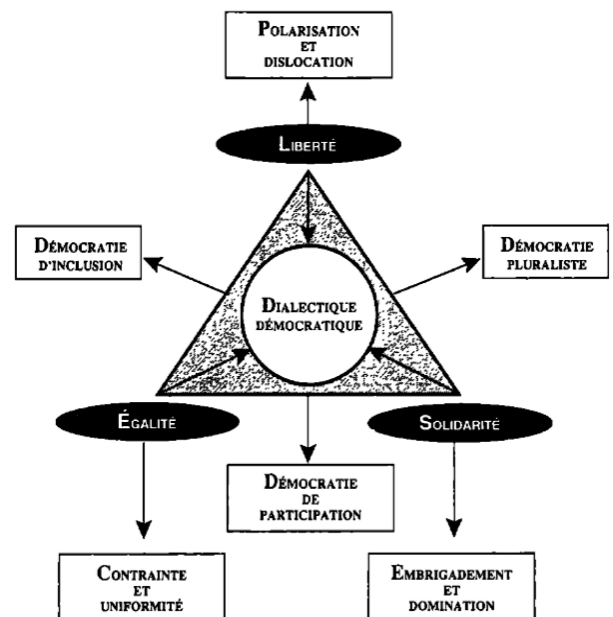 POLARISATION
ET
DISLOCATION
LIBERTÉ
DÉMOCRATIE
D'INCLUSION
DÉMOCRATIE
PLURALISTE
DIALECTIQUE
DÉMOCRATIQUE
ÉGALITÉ
SOLIDARITÉ
DÉMOCRATIE
DE
PARTICIPATION
CONTRAINTE
ET
UNIFORMITÉ
EMBRIGADEMENT
ET
DOMINATION